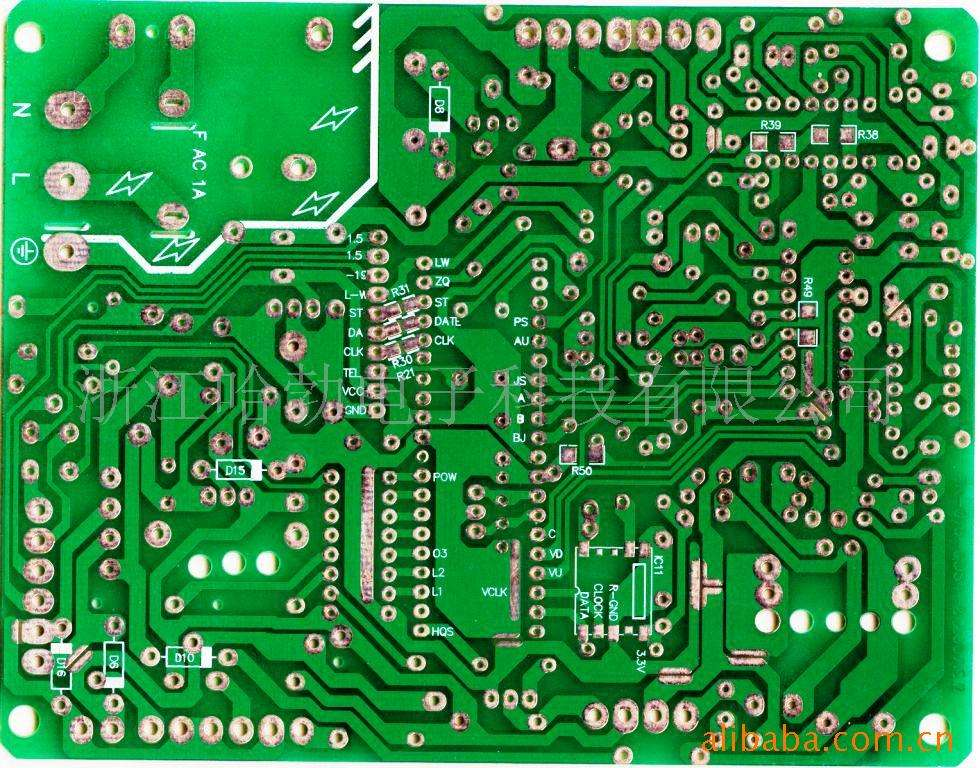 N
L
F AC 1A
D8
R39
R38
1.5
1.5
-19
L-W
ST
DA
CLK
TEL
VCC
GND
R31
R30
R21
LW
ZQ
ST
DATE
CLK
PS
AU
JS
A
B
BJ
R49
R50
浙江哈勃电子科技有限公司
D15
POW
O3
L2
L1
HQS
C
VD
VU
VCLK
IC11
R-GND
CLOOK
DATA
3.3V
D16
D6
D10
alibaba.com.cn